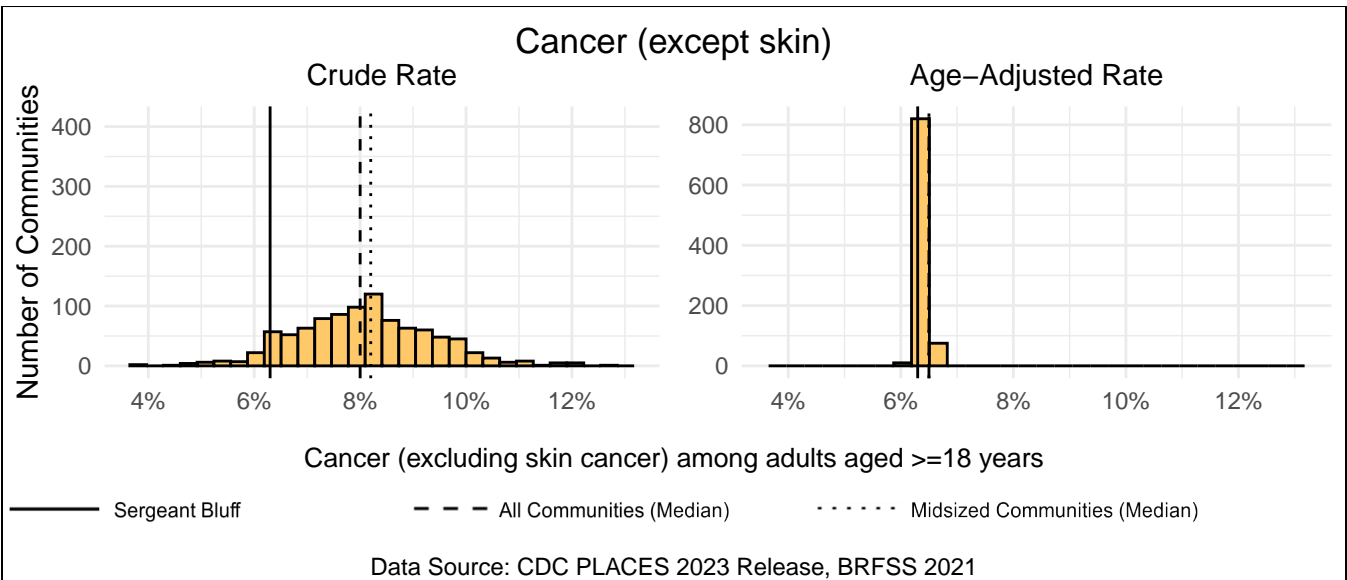 Cancer (except skin)
Crude Rate
Age−Adjusted Rate
Number of Communities
400
300
200
100
0
4%
6%
8%
10%
12%
800
600
400
200
0
4%
6%
8%
10%
12%
Cancer (excluding skin cancer) among adults aged >=18 years
Sergeant Bluff
All Communities (Median)
Midsized Communities (Median)
Data Source: CDC PLACES 2023 Release, BRFSS 2021